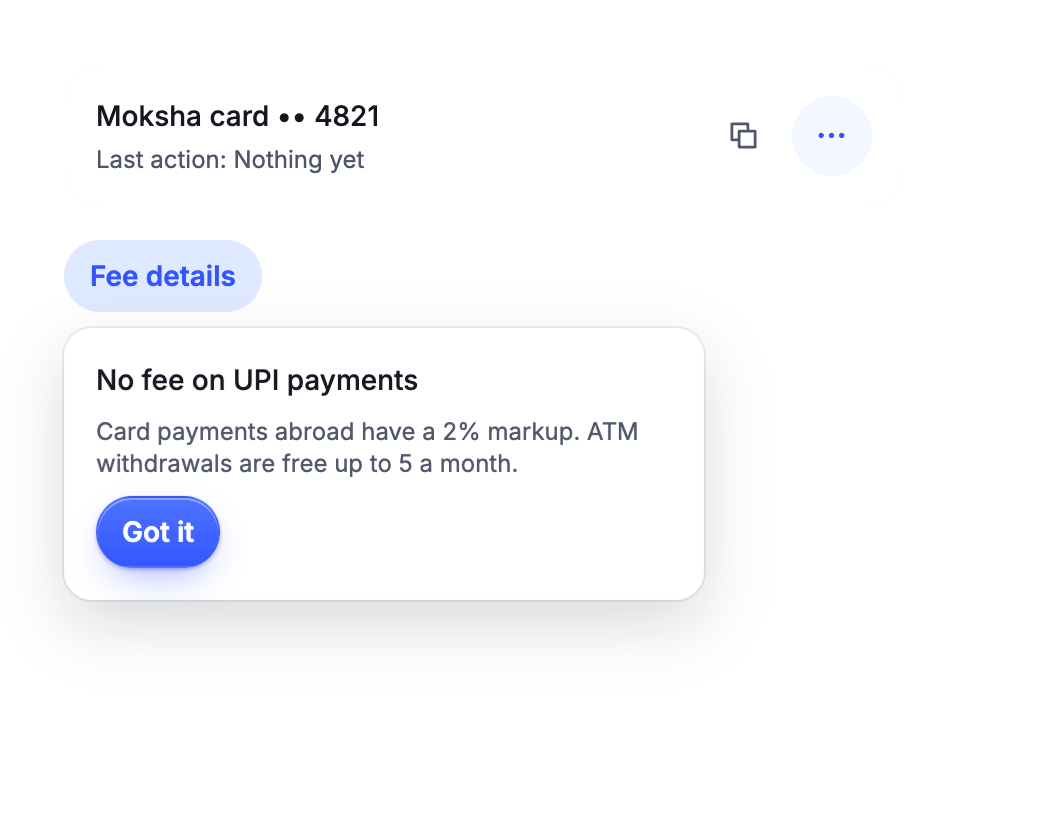 Moksha card •• 4821
Last action: Nothing yet
Fee details
No fee on UPI payments
Card payments abroad have a 2% markup. ATM
withdrawals are free up to 5 a month.
Got it